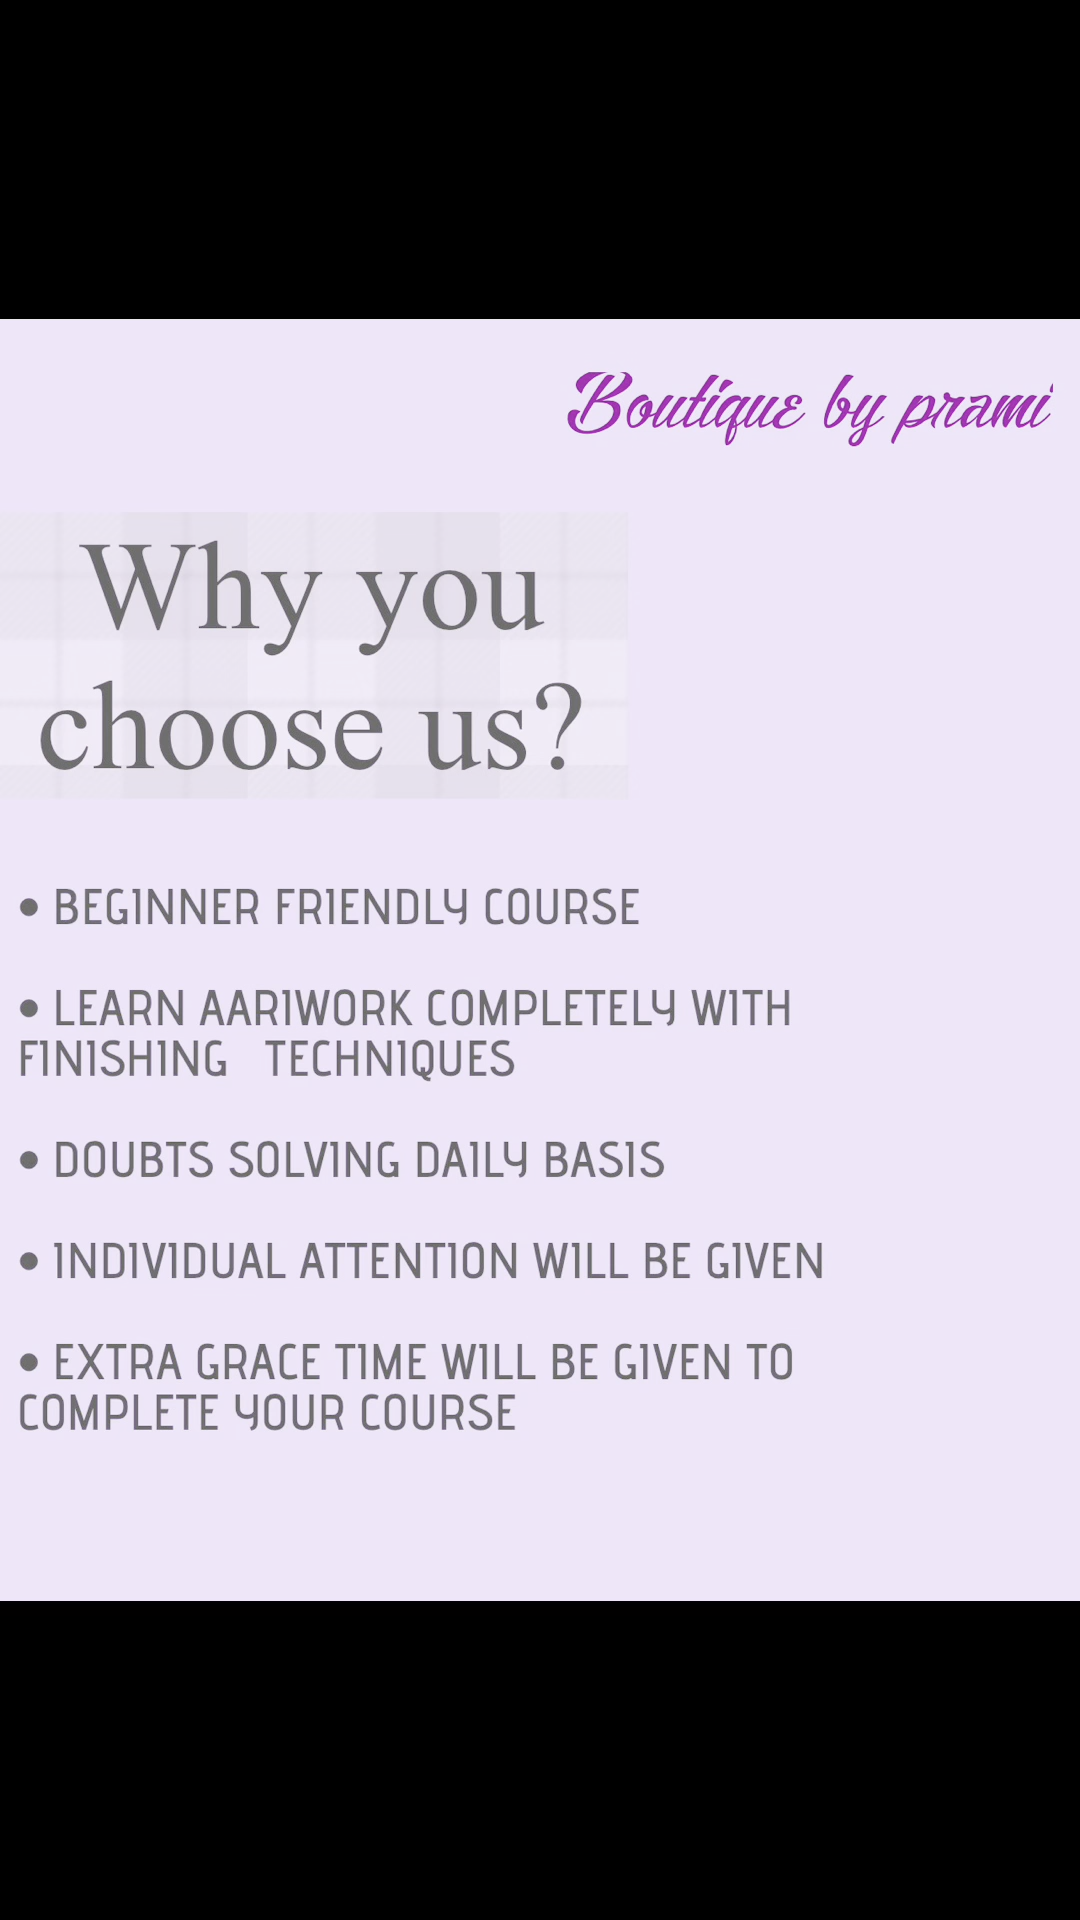 Boutique by prami
Why you
choose us?
• BEGINNER FRIENDLY COURSE
• LEARN AARIWORK COMPLETELY WITH
FINISHING TECHNIQUES
• DOUBTS SOLVING DAILY BASIS
• INDIVIDUAL ATTENTION WILL BE GIVEN
• EXTRA GRACE TIME WILL BE GIVEN TO
COMPLETE YOUR COURSE